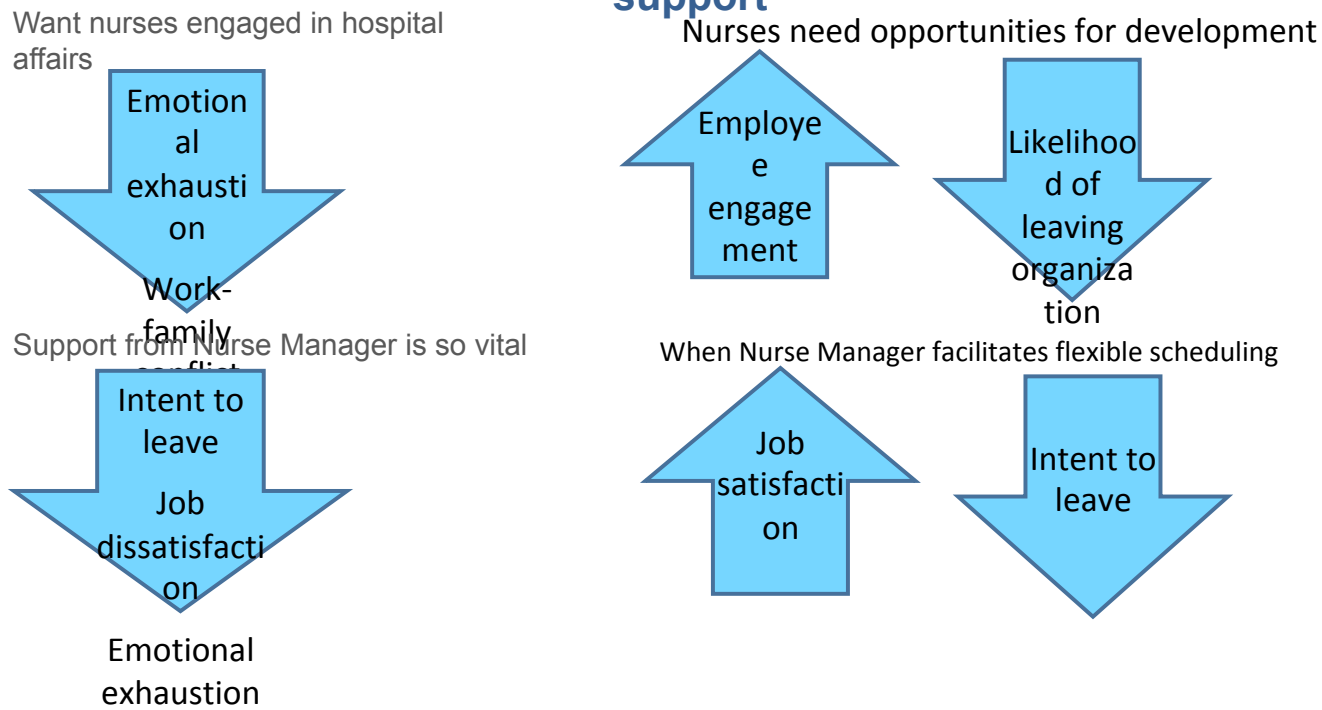 support
Want nurses engaged in hospital
affairs
Emotion
al
exhausti
on
Work-
family
conflict
Nurses need opportunities for development
Employe
e
engage
ment
Likelihoo
d of
leaving
organiza
tion
Support from Nurse Manager is so vital
Intent to
leave
Job
dissatisfacti
on
Emotional
exhaustion
When Nurse Manager facilitates flexible scheduling
Job
satisfacti
on
Intent to
leave